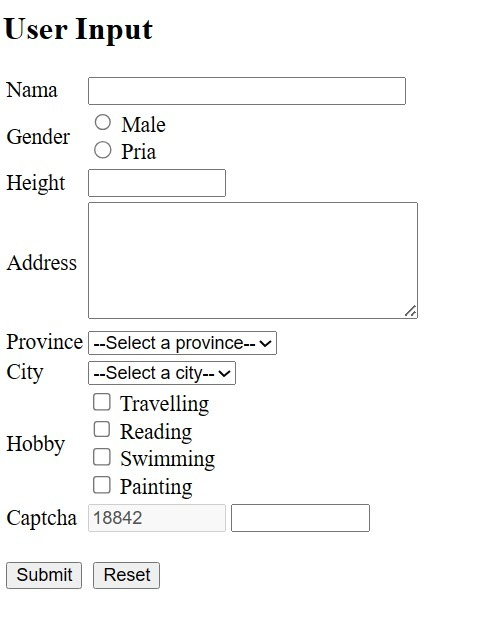 User Input
Nama
Gender
Male
Pria
Height
Address
Province --Select a province--
City --Select a city--
Hobby
Travelling
Reading
Swimming
Painting
Captcha 18842
Submit Reset